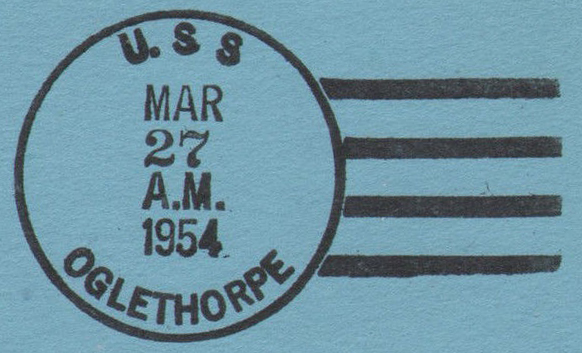 U. S S
MAR
27
A.M.
1954
OGLETHORPE